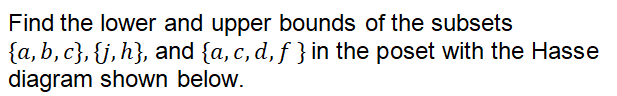 Find the lower and upper bounds of the subsets
{a, b, c}, {j, h}, and {a, c, d, f } in the poset with the Hasse
diagram shown below.